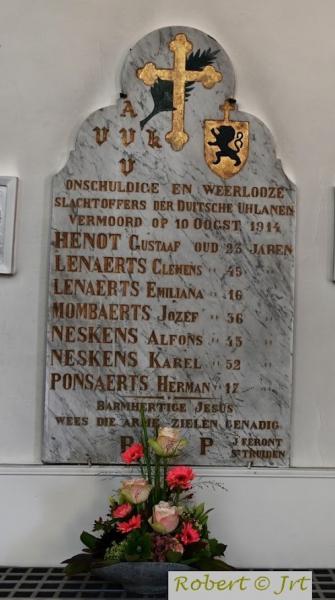 A
V V K
V
ONSCHULDIGE EN WEERLOOZE
SLACHTOFFERS DER DUITSCHE UHLANEN
VERMOORD OP 10 OOGST 1914
HENOT GUSTAAF OUD 23 JAREN
LENAERTS CLEMENS " 45 "
LENAERTS EMILIANA " 16 "
MOMBAERTS JOZEF " 36 "
NESKENS ALFONS " 45 "
NESKENS KAREL " 52 "
PONSAERTS HERMAN " 17 "
BARMHERTIGE JESUS
WEES DIE ARME ZIELEN GENADIG
R P
J FERONT
ST TRUIDEN
Robert © Jrt